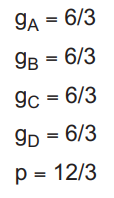 gA = 6/3
gB = 6/3
gC = 6/3
gD = 6/3
p = 12/3